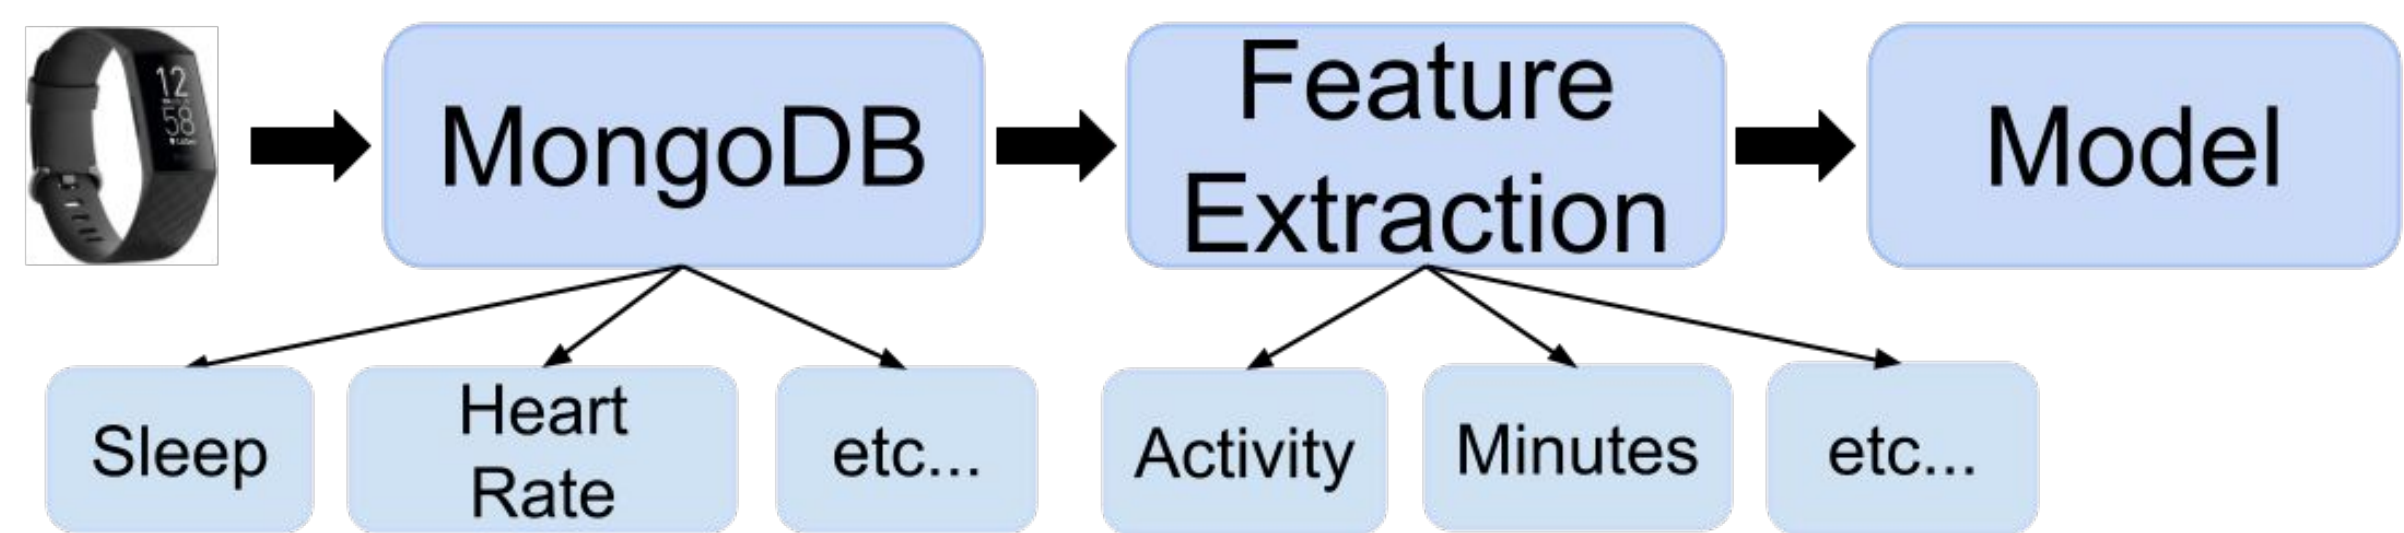 12
58
MongoDB
Feature
Extraction
Model
Sleep
Heart
Rate
etc...
Activity
Minutes
etc...